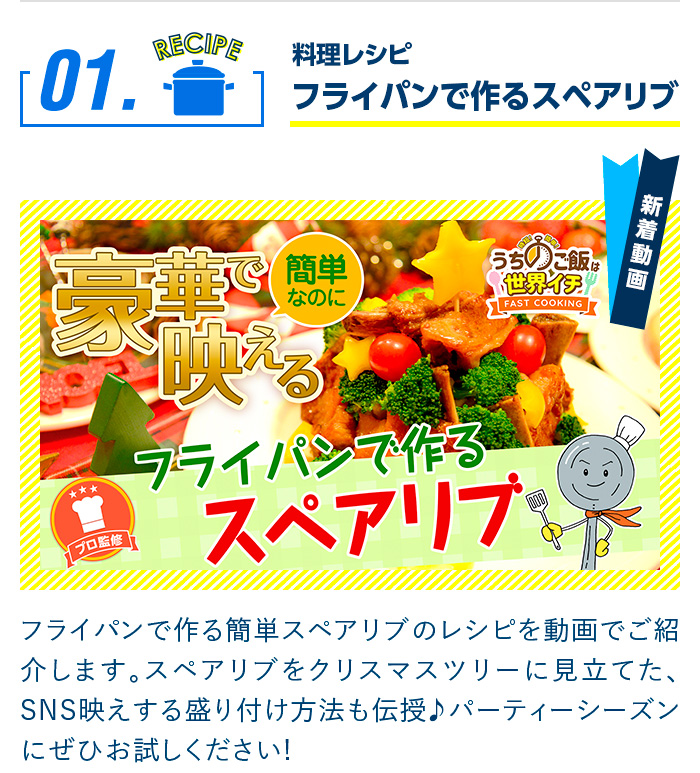 01.
RECIPE
料理レシピ
フライパンで作るスペアリブ
新着動画
豪華で
映える
簡単
なのに
うちのご飯は
世界イチ
FAST COOKING
フライパンで作る
スペアリブ
プロ監修
フライパンで作る簡単スペアリブのレシピを動画でご紹
介します。スペアリブをクリスマスツリーに見立てた、
SNS映えする盛り付け方法も伝授♪パーティーシーズン
にぜひお試しください!